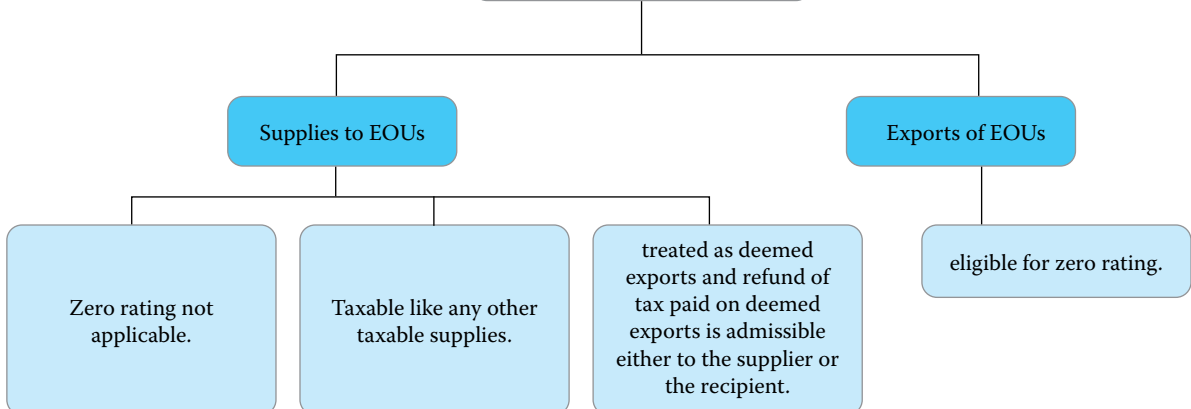 Supplies to EOUs
Exports of EOUs
Zero rating not
applicable.
Taxable like any other
taxable supplies.
treated as deemed
exports and refund of
tax paid on deemed
exports is admissible
either to the supplier or
the recipient.
eligible for zero rating.